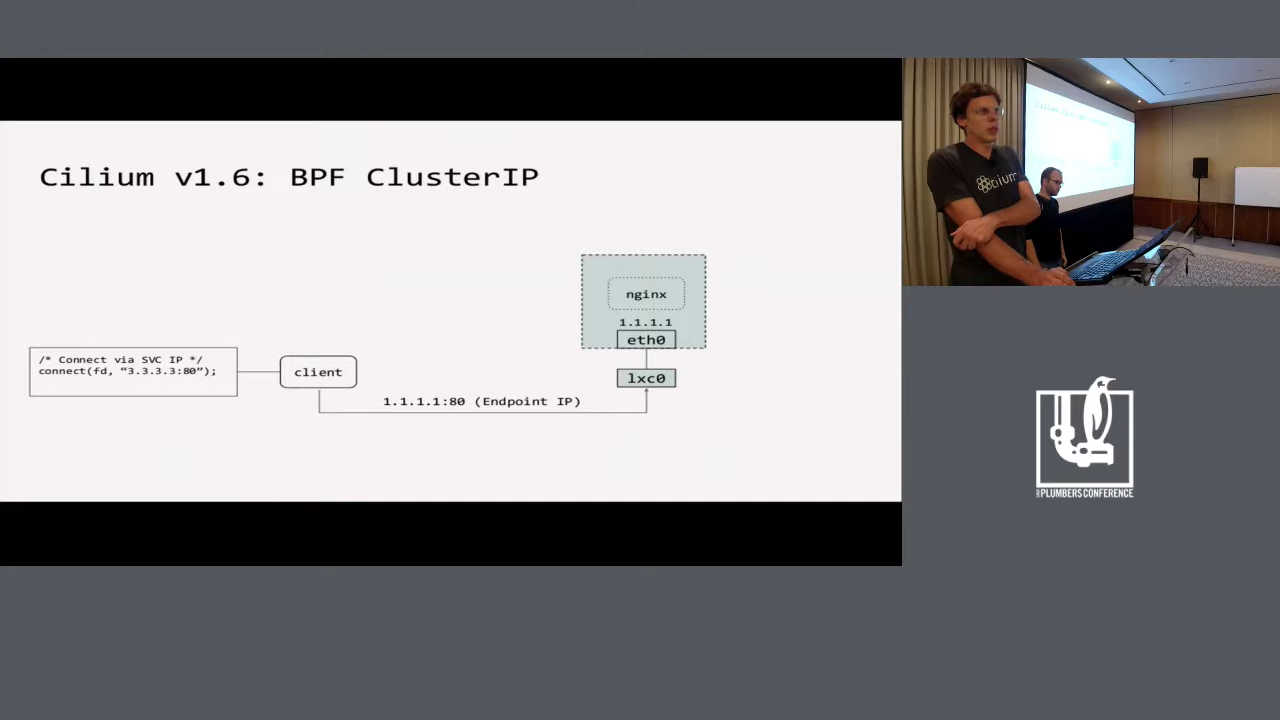 Cilium v1.6: BPF ClusterIP
nginx
1.1.1.1
eth0
/* Connect via SVC IP */
connect(fd, “3.3.3.3:80”);
client
lxc0
1.1.1.1:80 (Endpoint IP)
cilium
PLUMBERS CONFERENCE